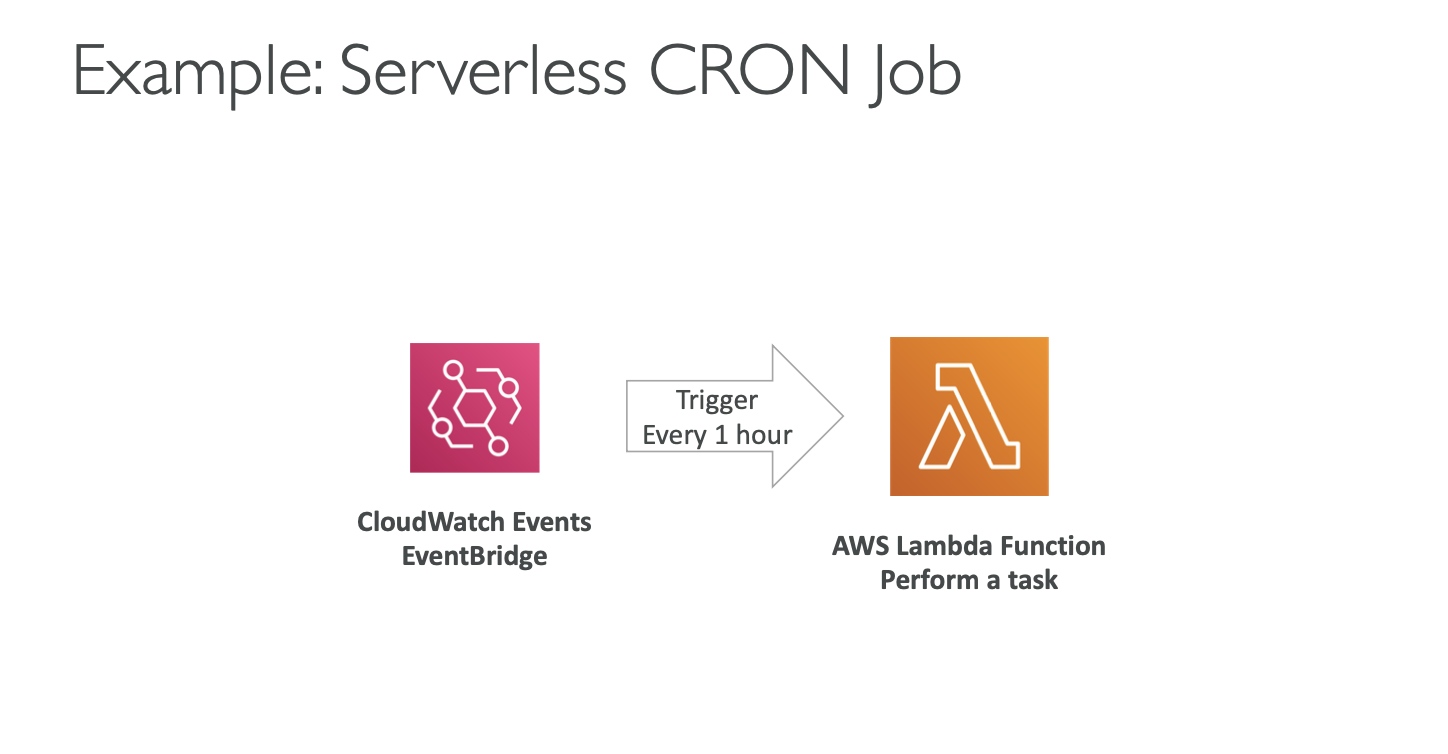 Example: Serverless CRON Job
Trigger
Every 1 hour
CloudWatch Events
EventBridge
AWS Lambda Function
Perform a task